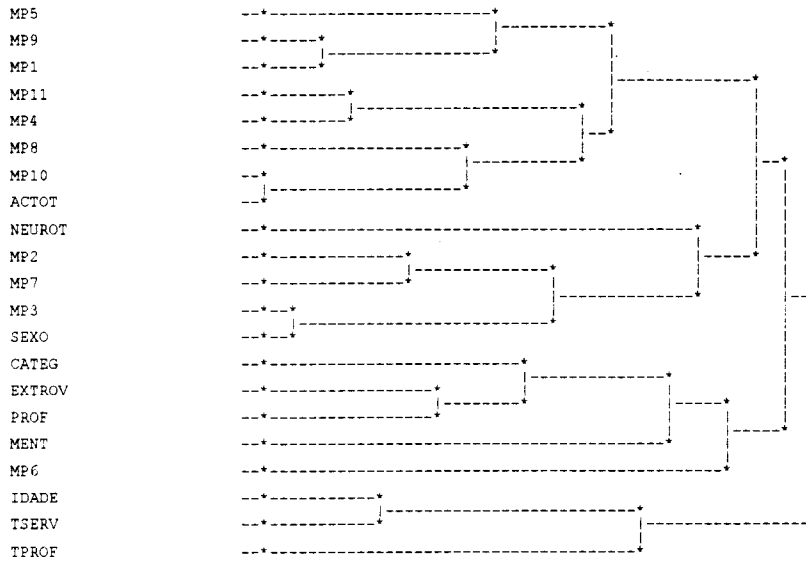 MP5
MP9
MP1
MP11
MP4
MP8
MP10
ACTOT
NEUROT
MP2
MP7
MP3
SEXO
CATEG
EXTROV
PROF
MENT
MP6
IDADE
TSERV
TPROF